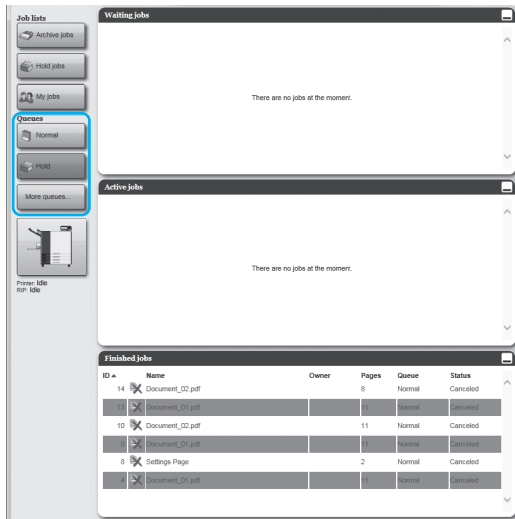 Job lists
Archive jobs
Hold jobs
My jobs
Queues
Normal
Hold
More queues...
Printer: Idle
RIP: Idle
Waiting jobs
There are no jobs at the moment.
Active jobs
There are no jobs at the moment.
Finished jobs
ID Name Owner Pages Queue Status
14 Document_02.pdf 8 Normal Canceled
13 Document_01.pdf 11 Normal Canceled
10 Document_02.pdf 11 Normal Canceled
9 Document_01.pdf 11 Normal Canceled
8 Settings Page 2 Normal Canceled
4 Document_01.pdf 11 Normal Canceled